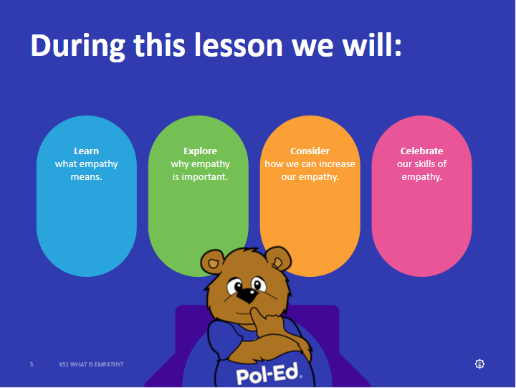 During this lesson we will:
Learn
what empathy
means.
Explore
why empathy
is important.
Consider
how we can increase
our empathy.
Celebrate
our skills of
empathy.
Pol-Ed.
3
KS1 WHAT IS EMPATHY?